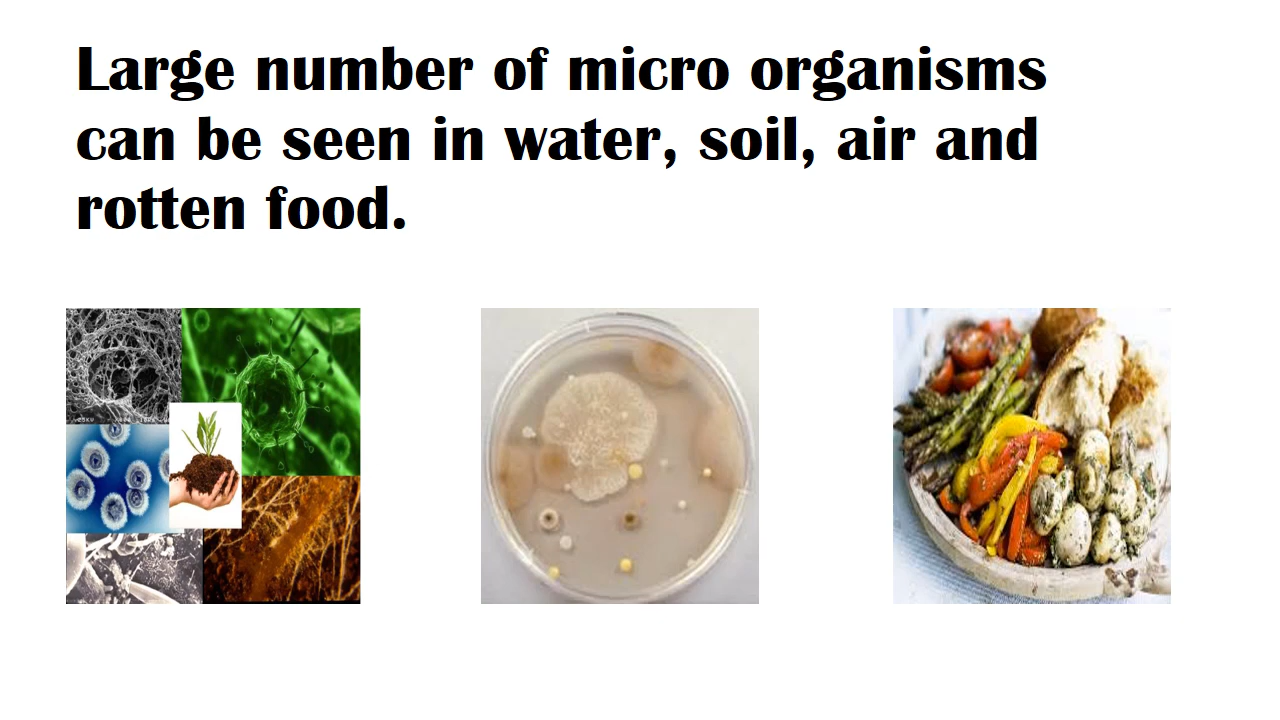 Large number of micro organisms
can be seen in water, soil, air and
rotten food.